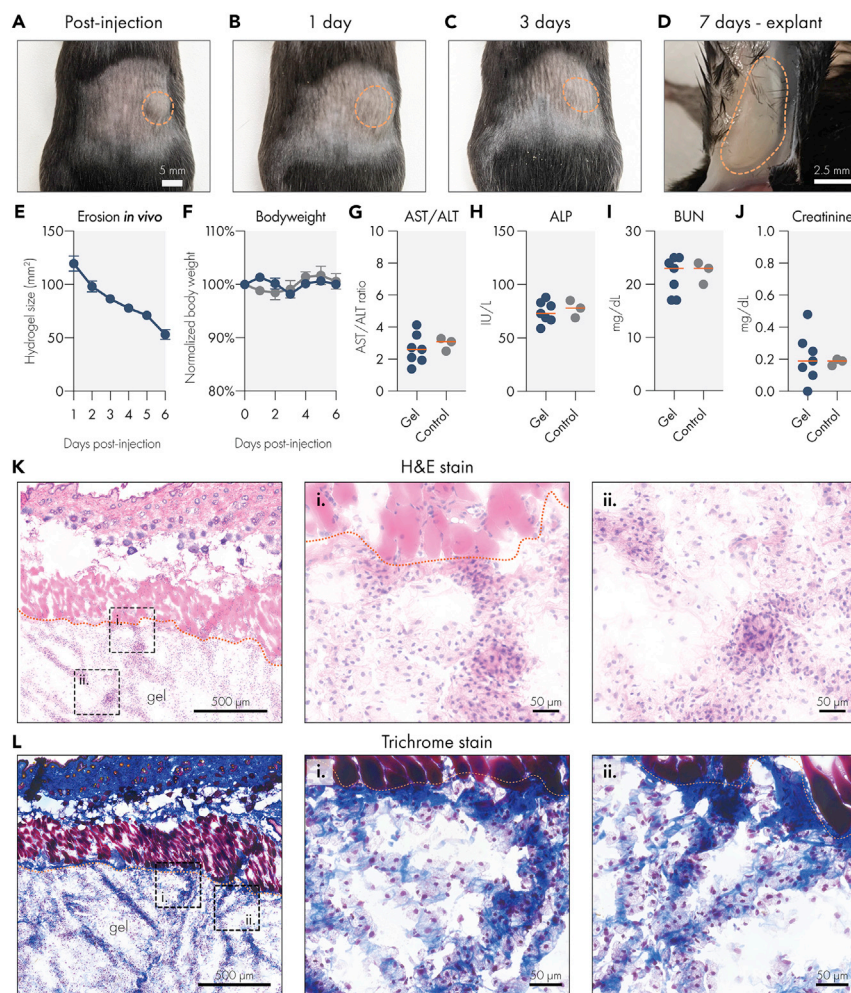 A Post-injection
B 1 day
C 3 days
D 7 days - explant
5 mm
2.5 mm
E Erosion in vivo
150
100
50
0
Hydrogel size (mm²)
1 2 3 4 5 6
Days post-injection
F Bodyweight
110%
100%
90%
80%
Normalized body weight
0 2 4 6
Days post-injection
G AST/ALT
10
8
6
4
2
0
AST/ALT ratio
Gel
Control
H ALP
150
100
50
0
IU/L
Gel
Control
I BUN
30
20
10
0
mg/dL
Gel
Control
J Creatinine
1.0
0.8
0.6
0.4
0.2
0.0
mg/dL
Gel
Control
K H&E stain
i.
ii.
gel
500 µm
i.
50 µm
ii.
50 µm
L Trichrome stain
i.
ii.
gel
500 µm
i.
50 µm
ii.
50 µm